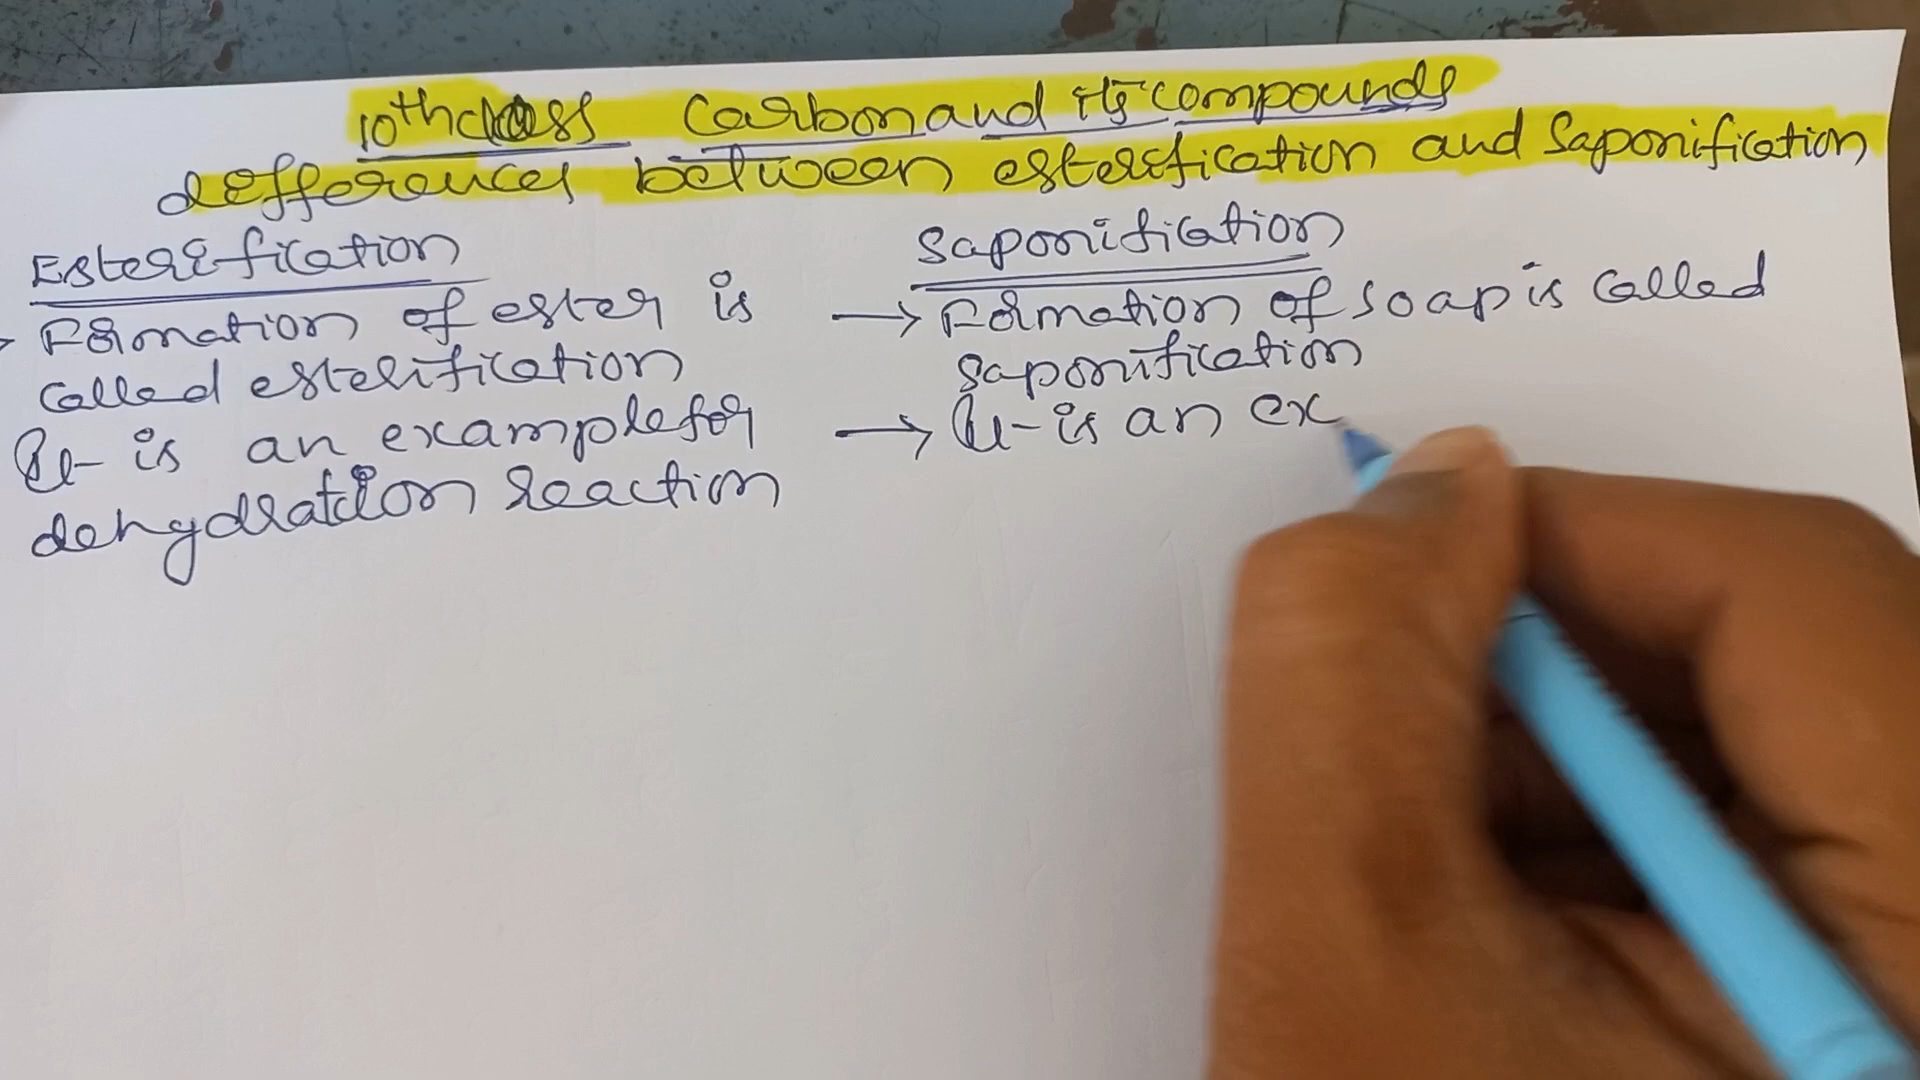 10th class Carbon and its compounds
defferences between esterification and Saponification
Esterification
Formation of ester is
called esterification
It is an example for
dehydration reaction
Saponification
→ Formation of soap is called
saponification
→ It is an ex